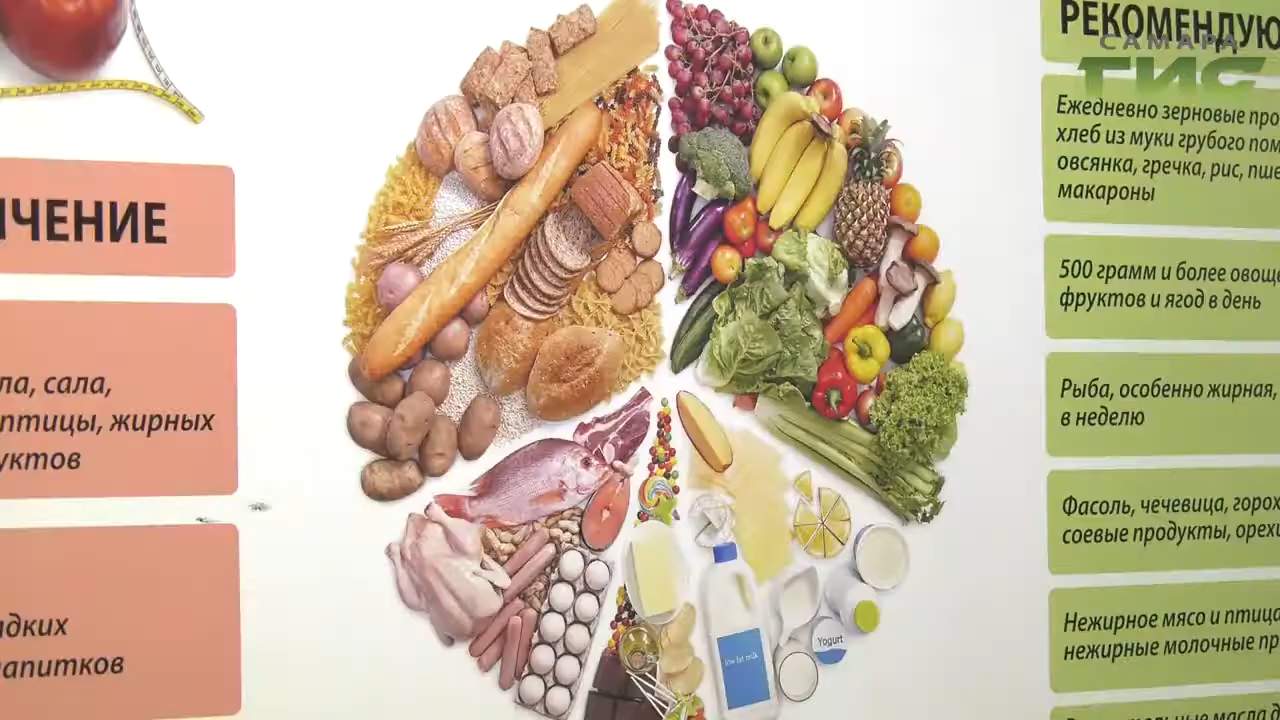 ЧЕНИЕ
ла, сала,
птицы, жирных
уктов
дких
апитков
low fat milk
Yogurt
САМАРА
ГИС
РЕКОМЕНДУЮ
Ежедневно зерновые про
хлеб из муки грубого пом
овсянка, гречка, рис, пше
макароны
500 грамм и более овоще
фруктов и ягод в день
Рыба, особенно жирная,
в неделю
Фасоль, чечевица, горох
соевые продукты, орехи
Нежирное мясо и птица
нежирные молочные пр